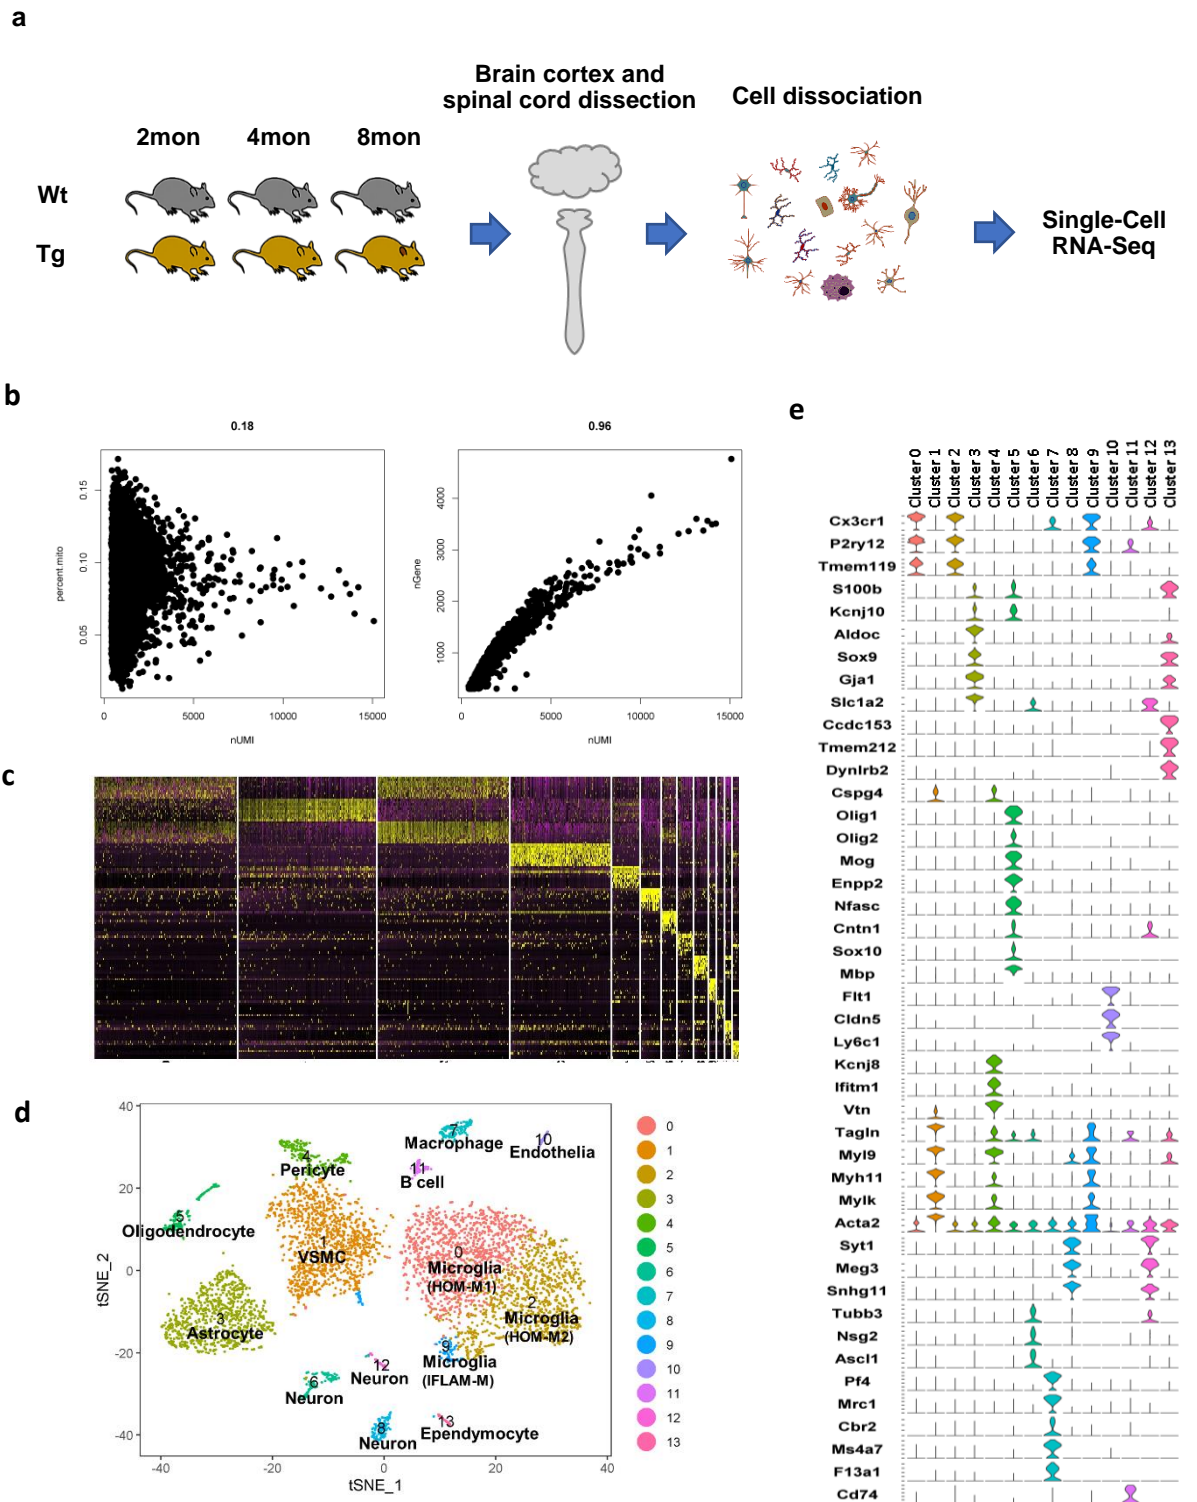 a
Brain cortex and
spinal cord dissection
Cell dissociation
2mon
4mon
8mon
Wt
Tg
Single-Cell
RNA-Seq
b
0.18
percent.mito
0.15
0.10
0.05
0
5000
10000
15000
nUMI
0.96
nGene
4000
3000
2000
1000
0
5000
10000
15000
nUMI
c
d
tSNE_2
40
20
0
-20
-40
-40
-20
0
20
40
tSNE_1
7
Macrophage
10
Endothelia
4
Pericyte
11
B cell
5
Oligodendrocyte
1
VSMC
0
Microglia
(HOM-M1)
2
Microglia
(HOM-M2)
3
Astrocyte
9
Microglia
(IFLAM-M)
12
Neuron
6
Neuron
8
Neuron
13
Ependymocyte
0
1
2
3
4
5
6
7
8
9
10
11
12
13
e
Cluster 0
Cluster 1
Cluster 2
Cluster 3
Cluster 4
Cluster 5
Cluster 6
Cluster 7
Cluster 8
Cluster 9
Cluster 10
Cluster 11
Cluster 12
Cluster 13
Cx3cr1
P2ry12
Tmem119
S100b
Kcnj10
Aldoc
Sox9
Gja1
Slc1a2
Ccdc153
Tmem212
Dynlrb2
Cspg4
Olig1
Olig2
Mog
Enpp2
Nfasc
Cntn1
Sox10
Mbp
Flt1
Cldn5
Ly6c1
Kcnj8
Ifitm1
Vtn
Tagln
Myl9
Myh11
Mylk
Acta2
Syt1
Meg3
Snhg11
Tubb3
Nsg2
Ascl1
Pf4
Mrc1
Cbr2
Ms4a7
F13a1
Cd74